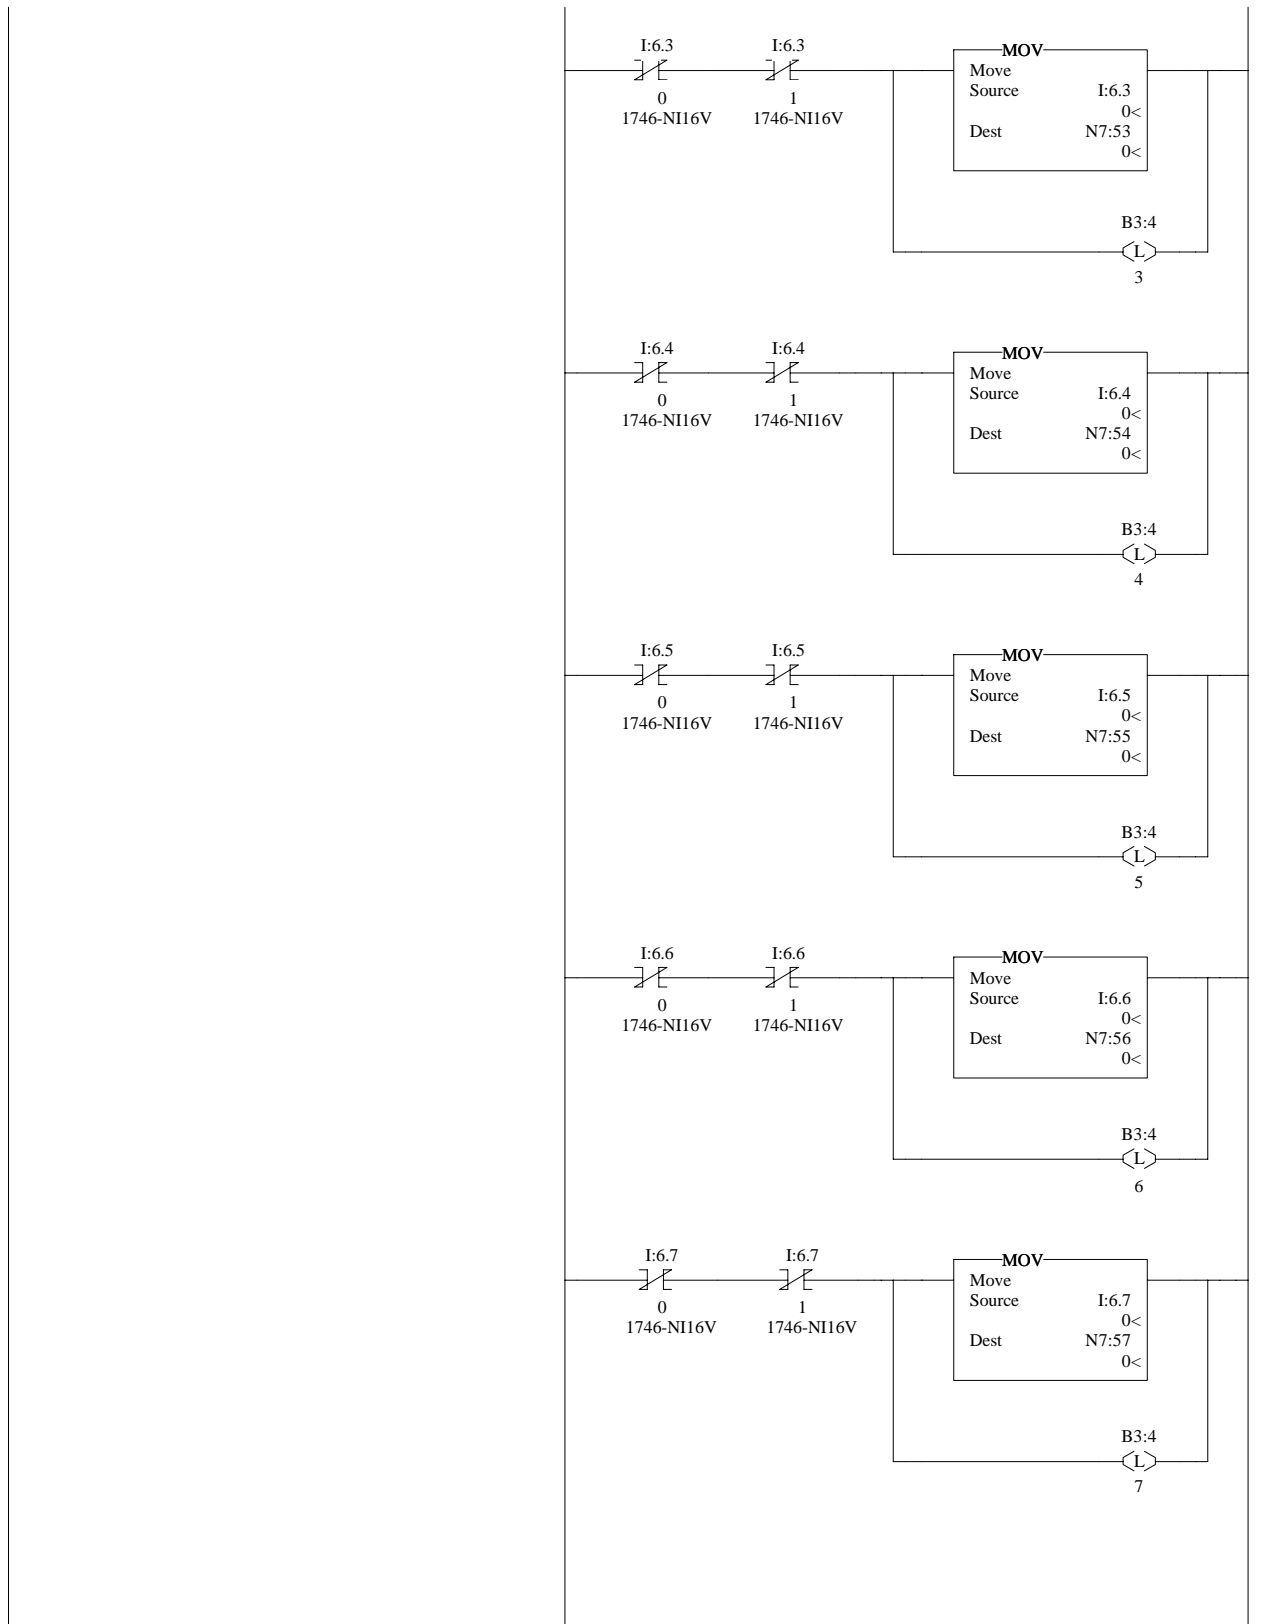 I:6.3 I:6.3 MOV
Move
Source I:6.3
0 1 0<
1746-NI16V 1746-NI16V
Dest N7:53
0<
B3:4
L
3
I:6.4 I:6.4 MOV
Move
Source I:6.4
0 1 0<
1746-NI16V 1746-NI16V
Dest N7:54
0<
B3:4
L
4
I:6.5 I:6.5 MOV
Move
Source I:6.5
0 1 0<
1746-NI16V 1746-NI16V
Dest N7:55
0<
B3:4
L
5
I:6.6 I:6.6 MOV
Move
Source I:6.6
0 1 0<
1746-NI16V 1746-NI16V
Dest N7:56
0<
B3:4
L
6
I:6.7 I:6.7 MOV
Move
Source I:6.7
0 1 0<
1746-NI16V 1746-NI16V
Dest N7:57
0<
B3:4
L
7